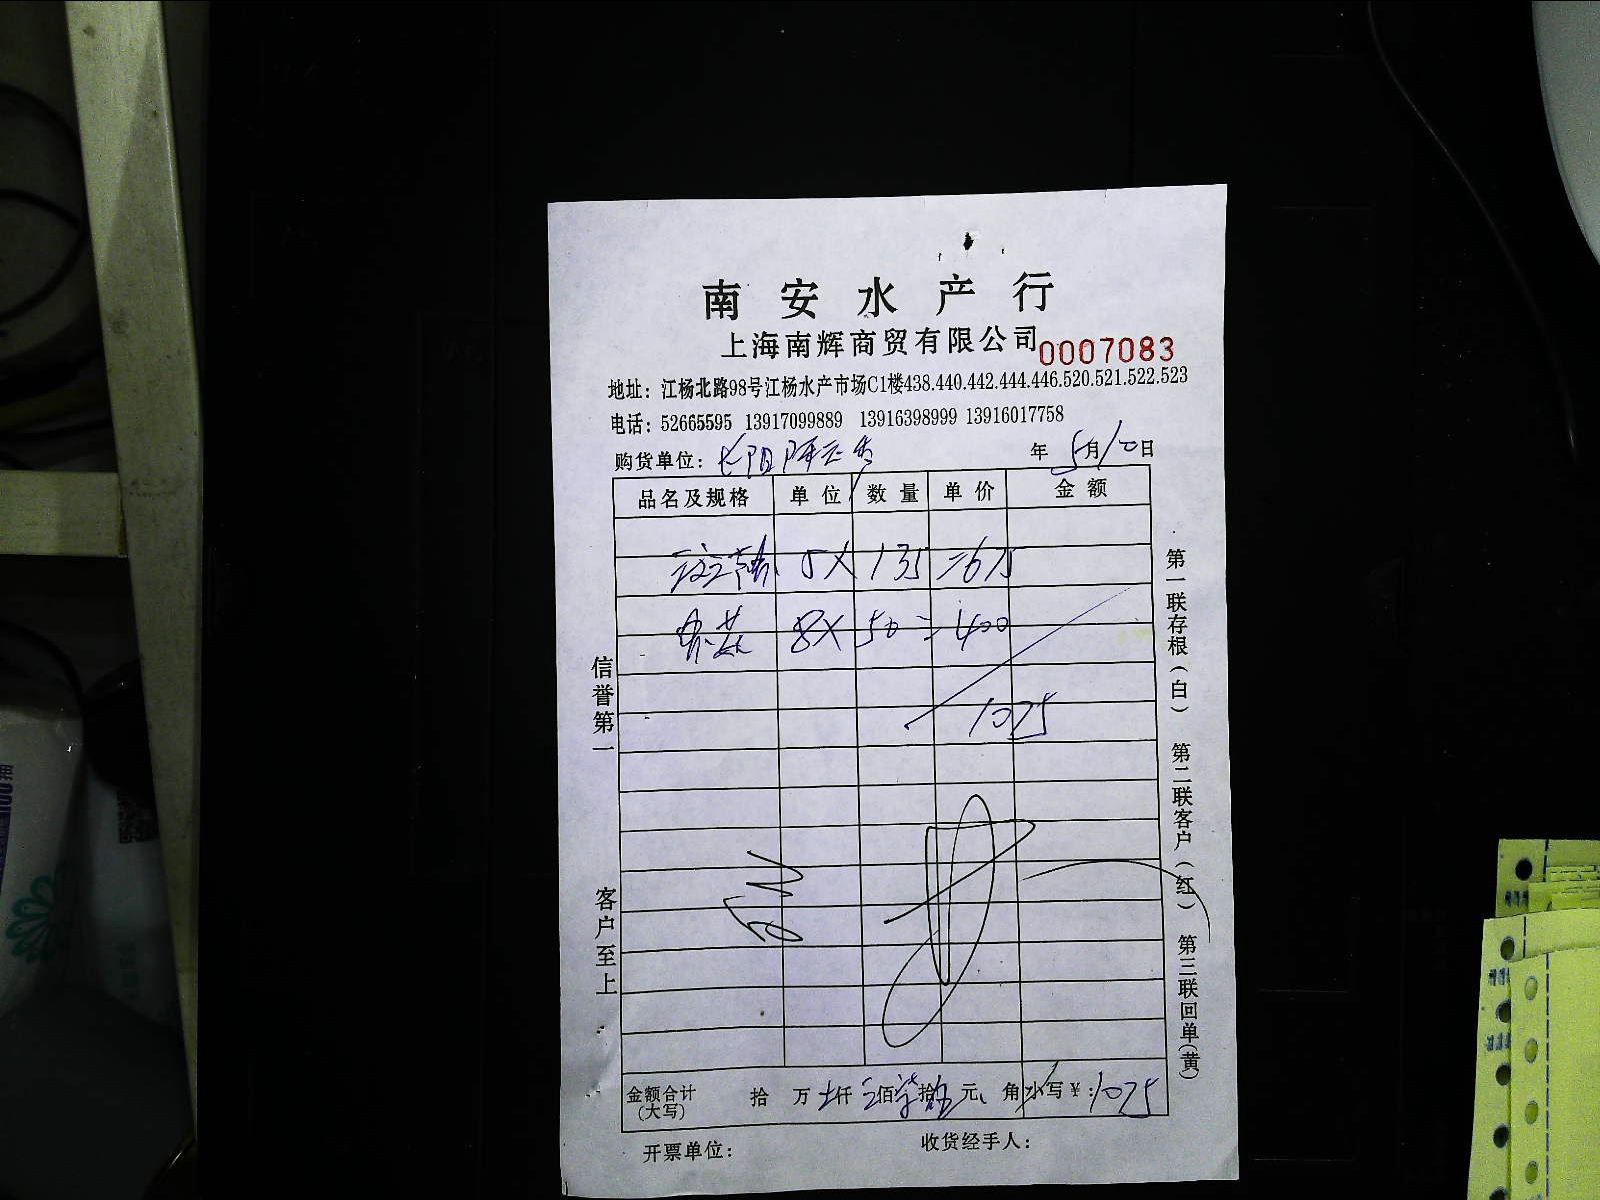 南安水产行
上海南辉商贸有限公司 0007083
地址：江杨北路98号江杨水产市场C1楼438.440.442.444.446.520.521.522.523
电话：52665595 13917099889 13916398999 13916017758
购货单位： 年 5月10日
品名及规格 单位 数量 单价 金额
5× 135 =675
8× 50 = 400
1075
金额合计（大写） 拾 万 仟 佰 拾 元 角 小写￥：1075
开票单位： 收货经手人：
信誉第一 客户至上
第一联存根（白） 第二联客户（红） 第三联回单（黄）